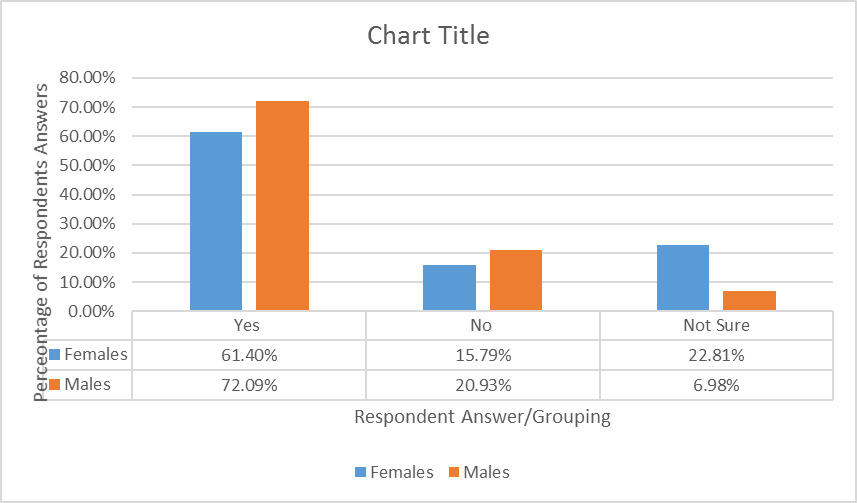 Chart Title
Perceontage of Respondents Answers
80.00%
70.00%
60.00%
50.00%
40.00%
30.00%
20.00%
10.00%
0.00%
Yes No Not Sure
Females 61.40% 15.79% 22.81%
Males 72.09% 20.93% 6.98%
Respondent Answer/Grouping
Females Males